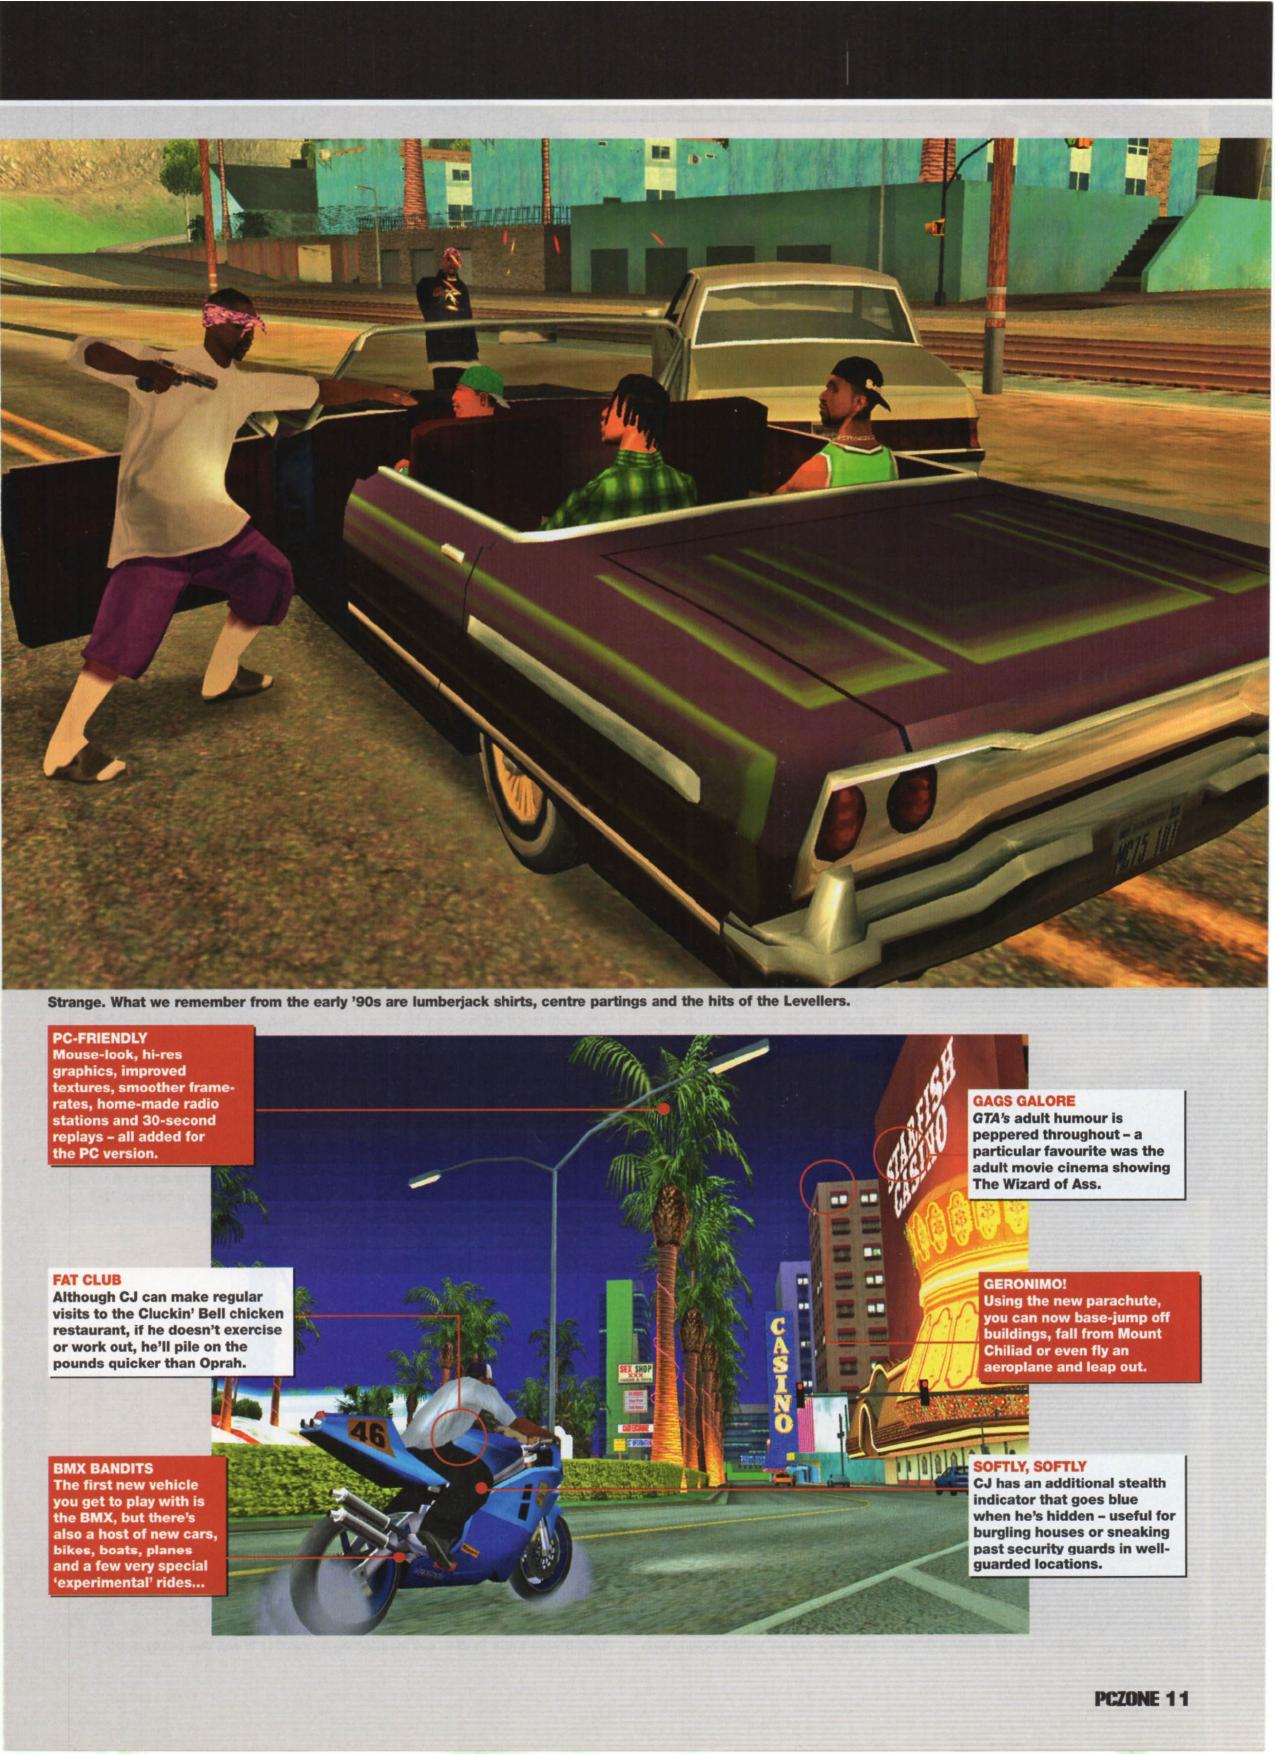 Strange. What we remember from the early '90s are lumberjack shirts, centre partings and the hits of the Levellers.
PC-FRIENDLY
Mouse-look, hi-res
graphics, improved
textures, smoother frame-
rates, home-made radio
stations and 30-second
replays – all added for
the PC version.
GAGS GALORE
GTA's adult humour is
peppered throughout – a
particular favourite was the
adult movie cinema showing
The Wizard of Ass.
STARFISH
CASINO
FAT CLUB
Although CJ can make regular
visits to the Cluckin' Bell chicken
restaurant, if he doesn't exercise
or work out, he'll pile on the
pounds quicker than Oprah.
GERONIMO!
Using the new parachute,
you can now base-jump off
buildings, fall from Mount
Chiliad or even fly an
aeroplane and leap out.
CASINO
SEX SHOP
XXX
46
BMX BANDITS
The first new vehicle
you get to play with is
the BMX, but there's
also a host of new cars,
bikes, boats, planes
and a few very special
'experimental' rides...
SOFTLY, SOFTLY
CJ has an additional stealth
indicator that goes blue
when he's hidden – useful for
burgling houses or sneaking
past security guards in well-
guarded locations.
PCZONE 11